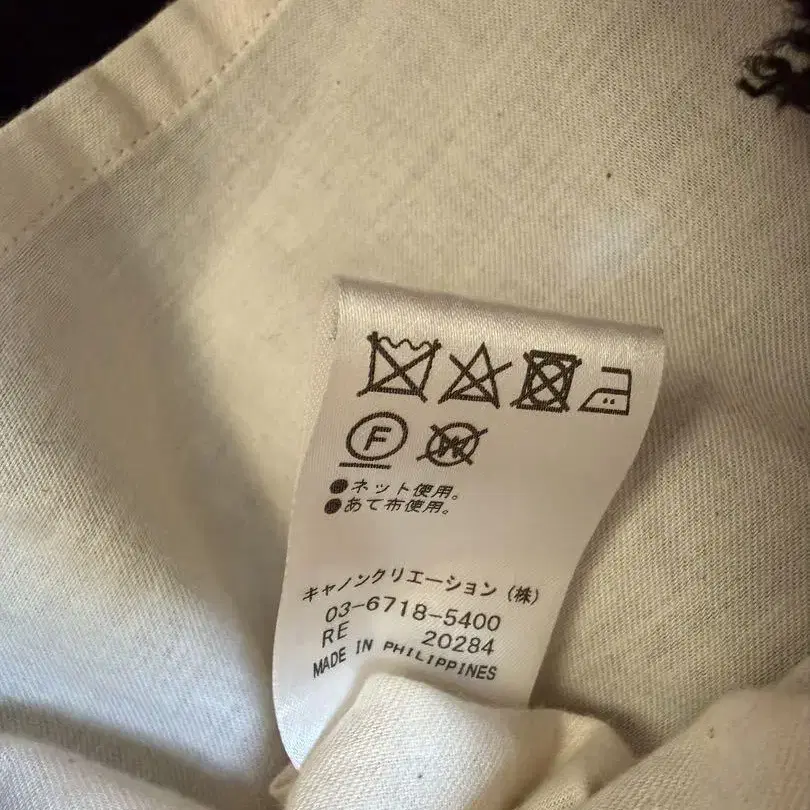 F
W
●ネット使用。
●あて布使用。
キャノンクリエーション(株)
03-6718-5400
RE 20284
MADE IN PHILIPPINES